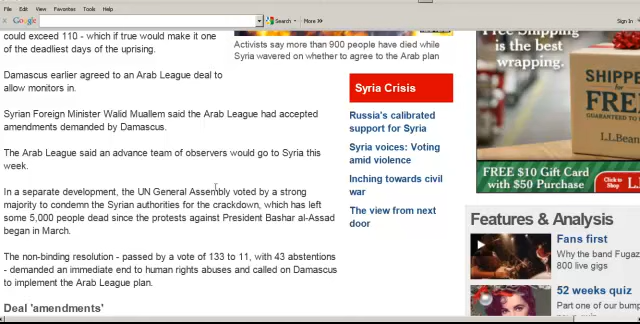 File Edit View Favorites Tools Help
Google Search More >> Sign In
could exceed 110 - which if true would make it one
of the deadliest days of the uprising.
Damascus earlier agreed to an Arab League deal to
allow monitors in.
Activists say more than 900 people have died while
Syria wavered on whether to agree to the Arab plan
Syrian Foreign Minister Walid Muallem said the Arab League had accepted
amendments demanded by Damascus.
The Arab League said an advance team of observers would go to Syria this
week.
In a separate development, the UN General Assembly voted by a strong
majority to condemn the Syrian authorities for the crackdown, which has left
some 5,000 people dead since the protests against President Bashar al-Assad
began in March.
The non-binding resolution - passed by a vote of 133 to 11, with 43 abstentions
- demanded an immediate end to human rights abuses and called on Damascus
to implement the Arab League plan.
Deal 'amendments'
Syria Crisis
Russia's calibrated
support for Syria
Syria voices: Voting
amid violence
Inching towards civil
war
The view from next
door
Free Shipping
is the best
wrapping.
SHIPPE
FREE
L.L.Bean
FREE $10 Gift Card
with $50 Purchase
Click to
Shop
L.
Features & Analysis
Fans first
Why the band Fugaz
800 live gigs
52 weeks quiz
Part one of our bump